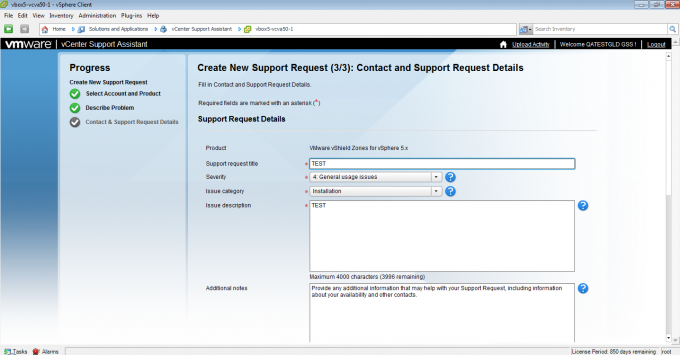 vbox5-vcva50-1 - vSphere Client
File Edit View Inventory Administration Plug-ins Help
Home Solutions and Applications vCenter Support Assistant vbox5-vcva50-1 Search Inventory
vmware vCenter Support Assistant Upload Activity Welcome QATESTGLD GSS ! Logout
Progress
Create New Support Request
Select Account and Product
Describe Problem
Contact & Support Request Details
Create New Support Request (3/3): Contact and Support Request Details
Fill in Contact and Support Request Details.
Required fields are marked with an asterisk (*)
Support Request Details
Product VMware vShield Zones for vSphere 5.x
Support request title * TEST
Severity * 4: General usage issues ?
Issue category * Installation ?
Issue description * TEST ?
Maximum 4000 characters (3996 remaining)
Additional notes Provide any additional information that may help with your Support Request, including information ?
about your availability and other contacts.
Tasks Alarms License Period: 850 days remaining root